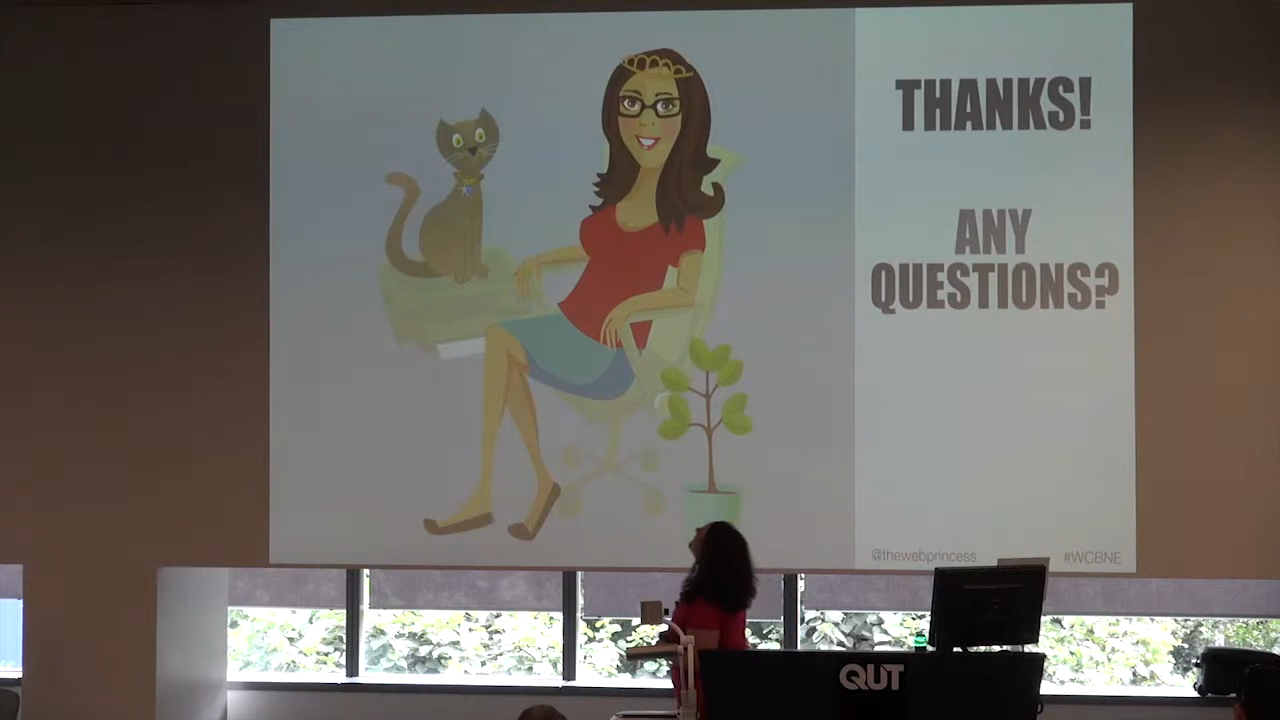 THANKS!
ANY
QUESTIONS?
@thewebprincess
#WCBNE
QUT